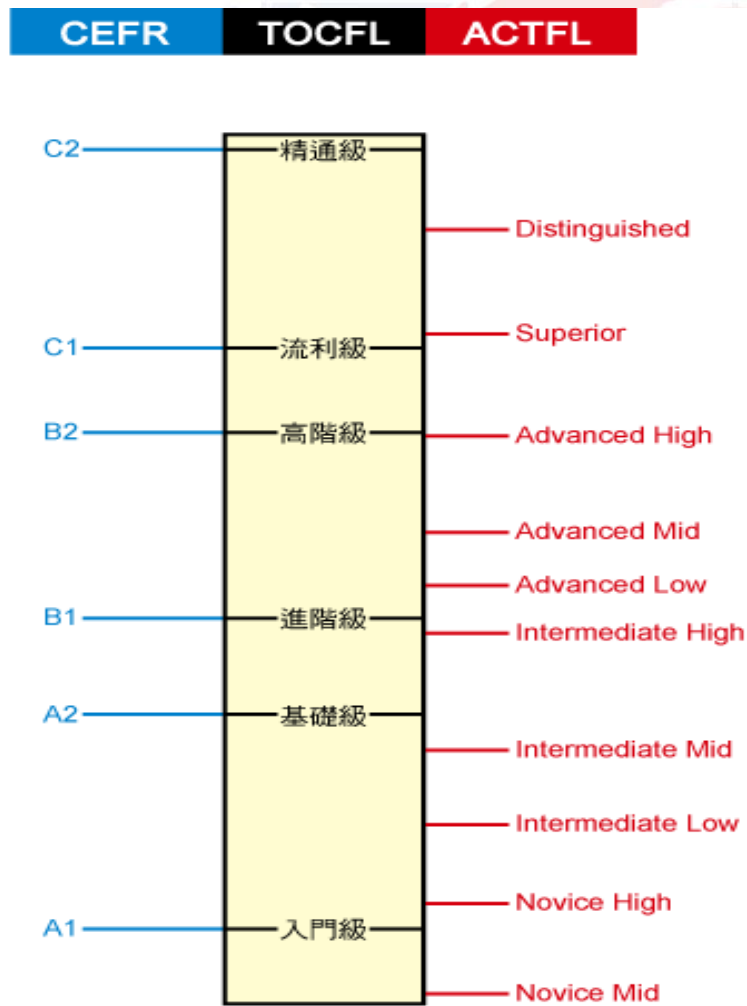 CEFR TOCFL ACTFL
C2 精通級
Distinguished
Superior
C1 流利級
B2 高階級
Advanced High
Advanced Mid
Advanced Low
B1 進階級
Intermediate High
A2 基礎級
Intermediate Mid
Intermediate Low
Novice High
A1 入門級
Novice Mid